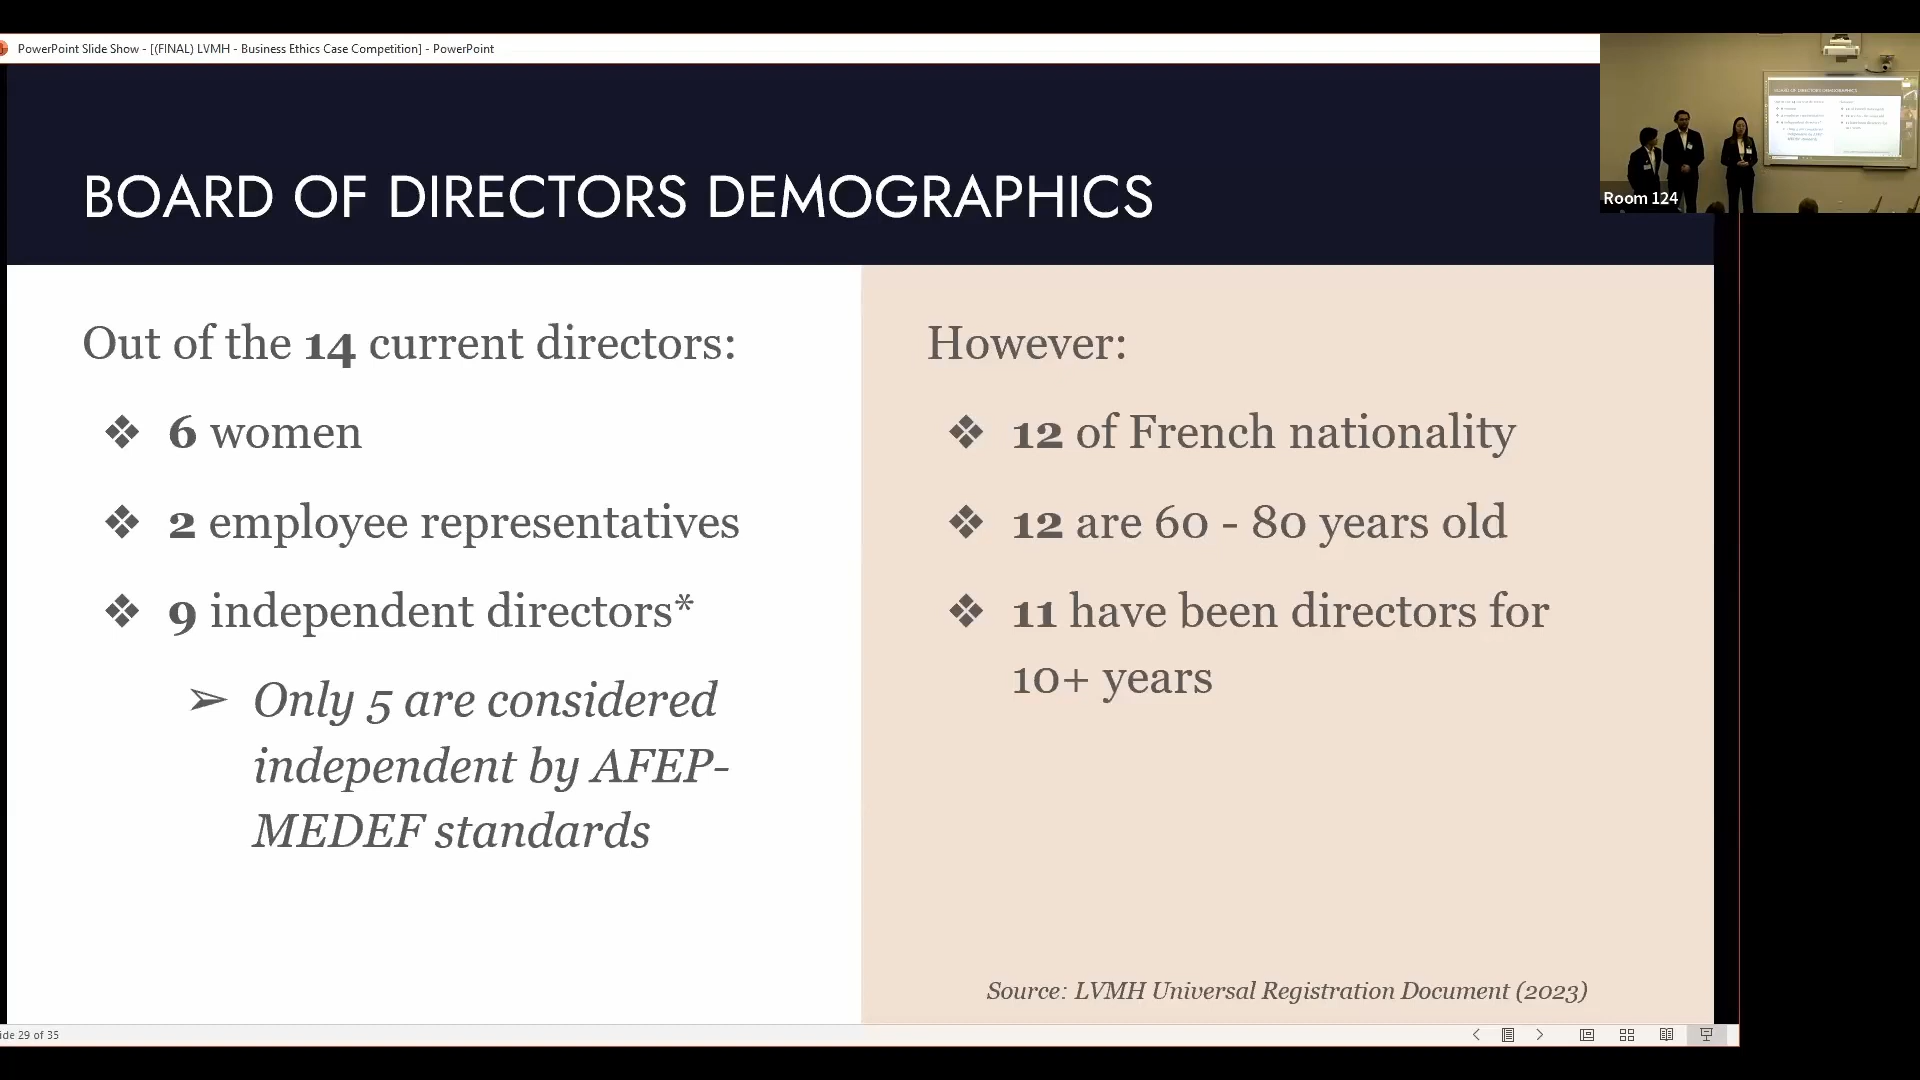 PowerPoint Slide Show - [(FINAL) LVMH - Business Ethics Case Competition] - PowerPoint
Room 124
BOARD OF DIRECTORS DEMOGRAPHICS
Out of the 14 current directors:
❖ 6 women
❖ 2 employee representatives
❖ 9 independent directors*
➢ Only 5 are considered
independent by AFEP-
MEDEF standards
However:
❖ 12 of French nationality
❖ 12 are 60 - 80 years old
❖ 11 have been directors for
10+ years
Source: LVMH Universal Registration Document (2023)
ide 29 of 35